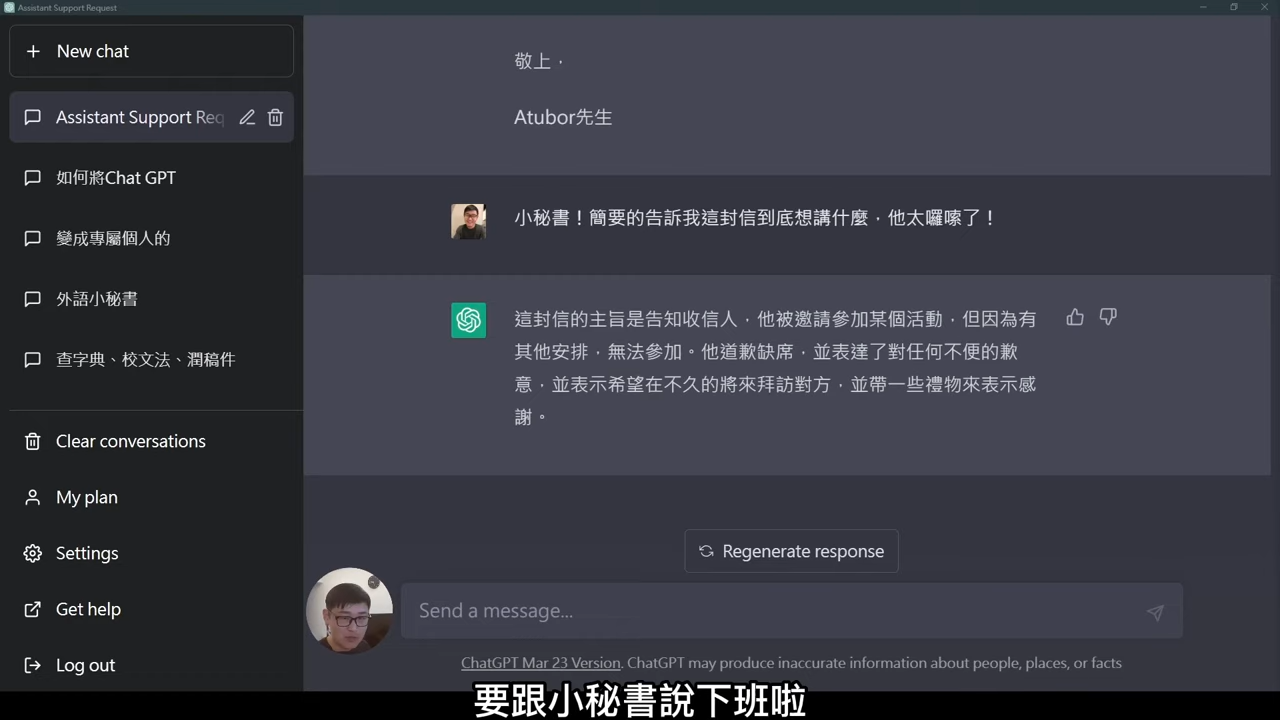 Assistant Support Request
New chat
Assistant Support Req
如何將Chat GPT
變成專屬個人的
外語小秘書
查字典、校文法、潤稿件
Clear conversations
My plan
Settings
Get help
Log out
敬上，
Atubor先生
小秘書！簡要的告訴我這封信到底想講什麼，他太囉嗦了！
這封信的主旨是告知收信人，他被邀請參加某個活動，但因為有
其他安排，無法參加。他道歉缺席，並表達了對任何不便的歉
意，並表示希望在不久的將來拜訪對方，並帶一些禮物來表示感
謝。
Regenerate response
Send a message...
ChatGPT Mar 23 Version. ChatGPT may produce inaccurate information about people, places, or facts
要跟小秘書說下班啦